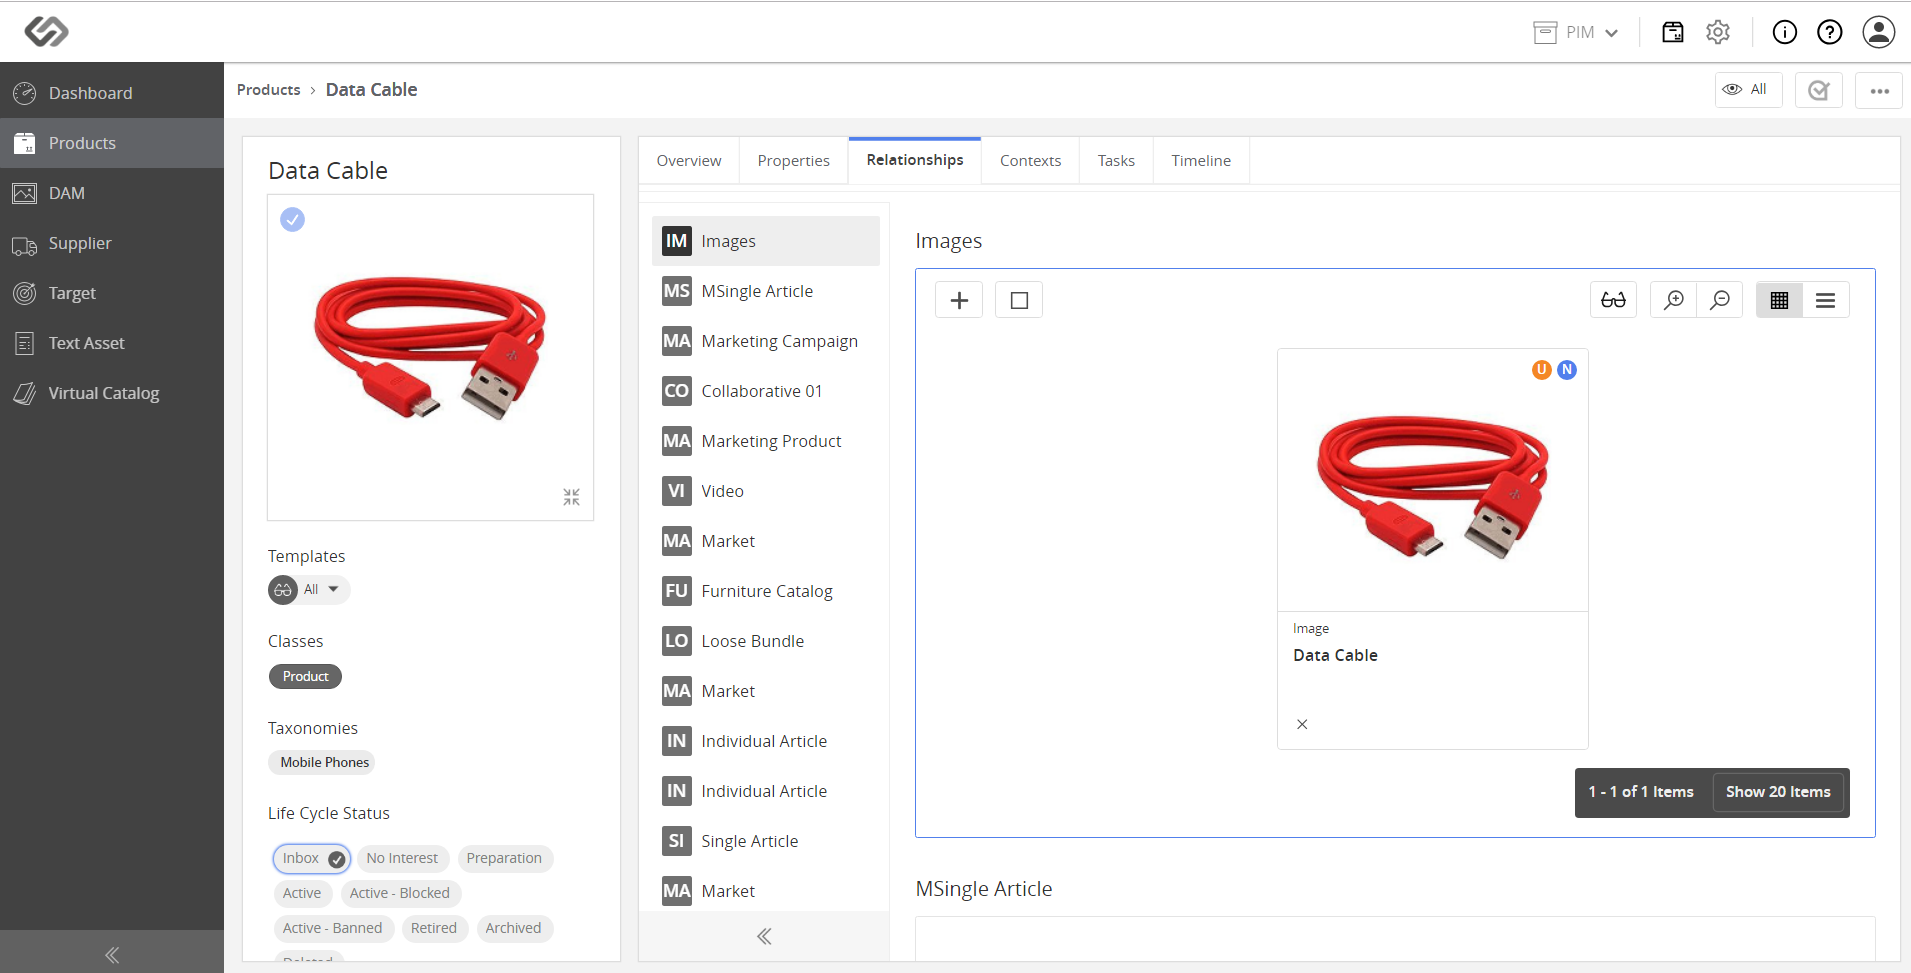 PIM
Dashboard
Products
DAM
Supplier
Target
Text Asset
Virtual Catalog
Products › Data Cable
All
Data Cable
Templates
All
Classes
Product
Taxonomies
Mobile Phones
Life Cycle Status
Inbox No Interest Preparation
Active Active - Blocked
Active - Banned Retired Archived
Deleted
Overview Properties Relationships Contexts Tasks Timeline
IM Images
MS MSingle Article
MA Marketing Campaign
CO Collaborative 01
MA Marketing Product
VI Video
MA Market
FU Furniture Catalog
LO Loose Bundle
MA Market
IN Individual Article
IN Individual Article
SI Single Article
MA Market
Images
U N
Image
Data Cable
1 - 1 of 1 Items Show 20 Items
MSingle Article